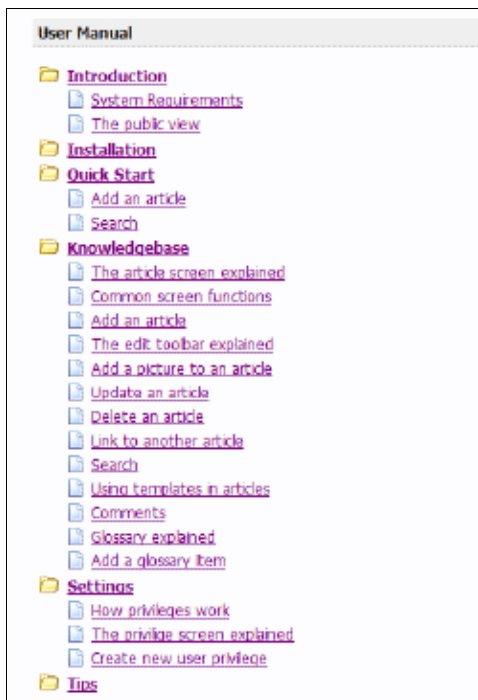 User Manual
Introduction
System Requirements
The public view
Installation
Quick Start
Add an article
Search
Knowledgebase
The article screen explained
Common screen functions
Add an article
The edit toolbar explained
Add a picture to an article
Update an article
Delete an article
Link to another article
Search
Using templates in articles
Comments
Glossary explained
Add a glossary item
Settings
How privileges work
The privilige screen explained
Create new user privilege
Tips